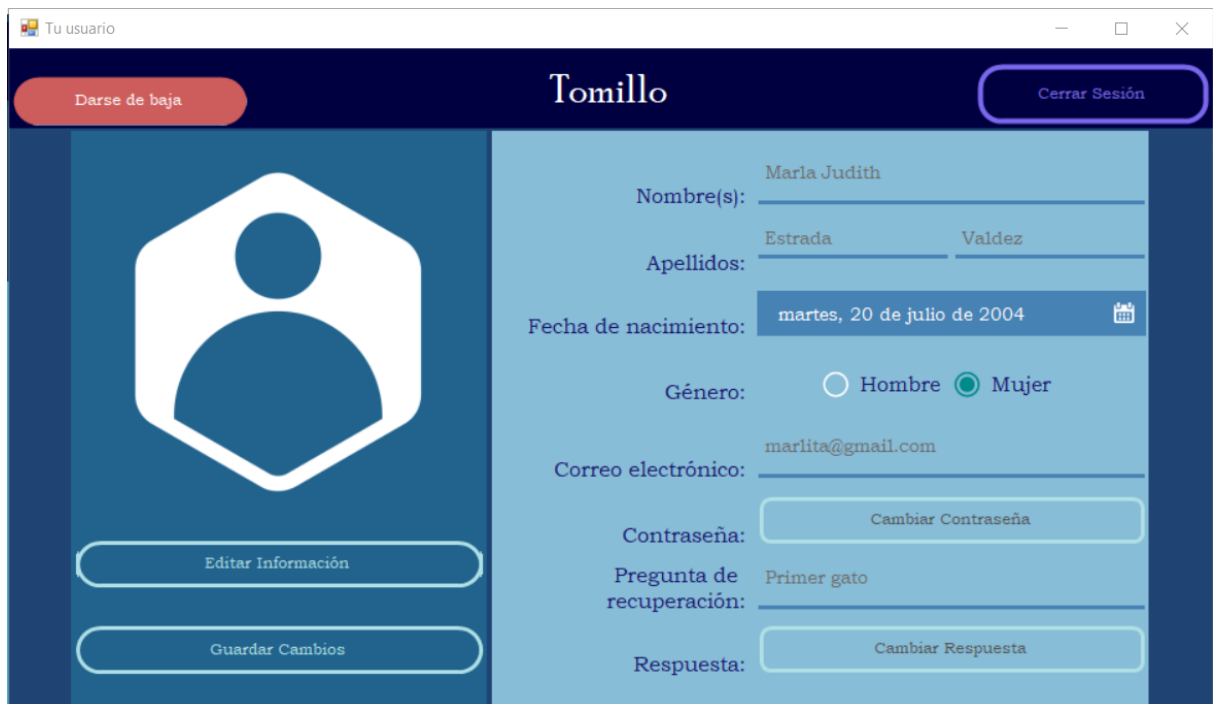 Tu usuario
Darse de baja
Tomillo
Cerrar Sesión
Nombre(s):
Marla Judith
Apellidos:
Estrada
Valdez
Fecha de nacimiento:
martes, 20 de julio de 2004
Género:
Hombre
Mujer
Correo electrónico:
marlita@gmail.com
Contraseña:
Cambiar Contraseña
Pregunta de
recuperación:
Primer gato
Respuesta:
Cambiar Respuesta
Editar Información
Guardar Cambios